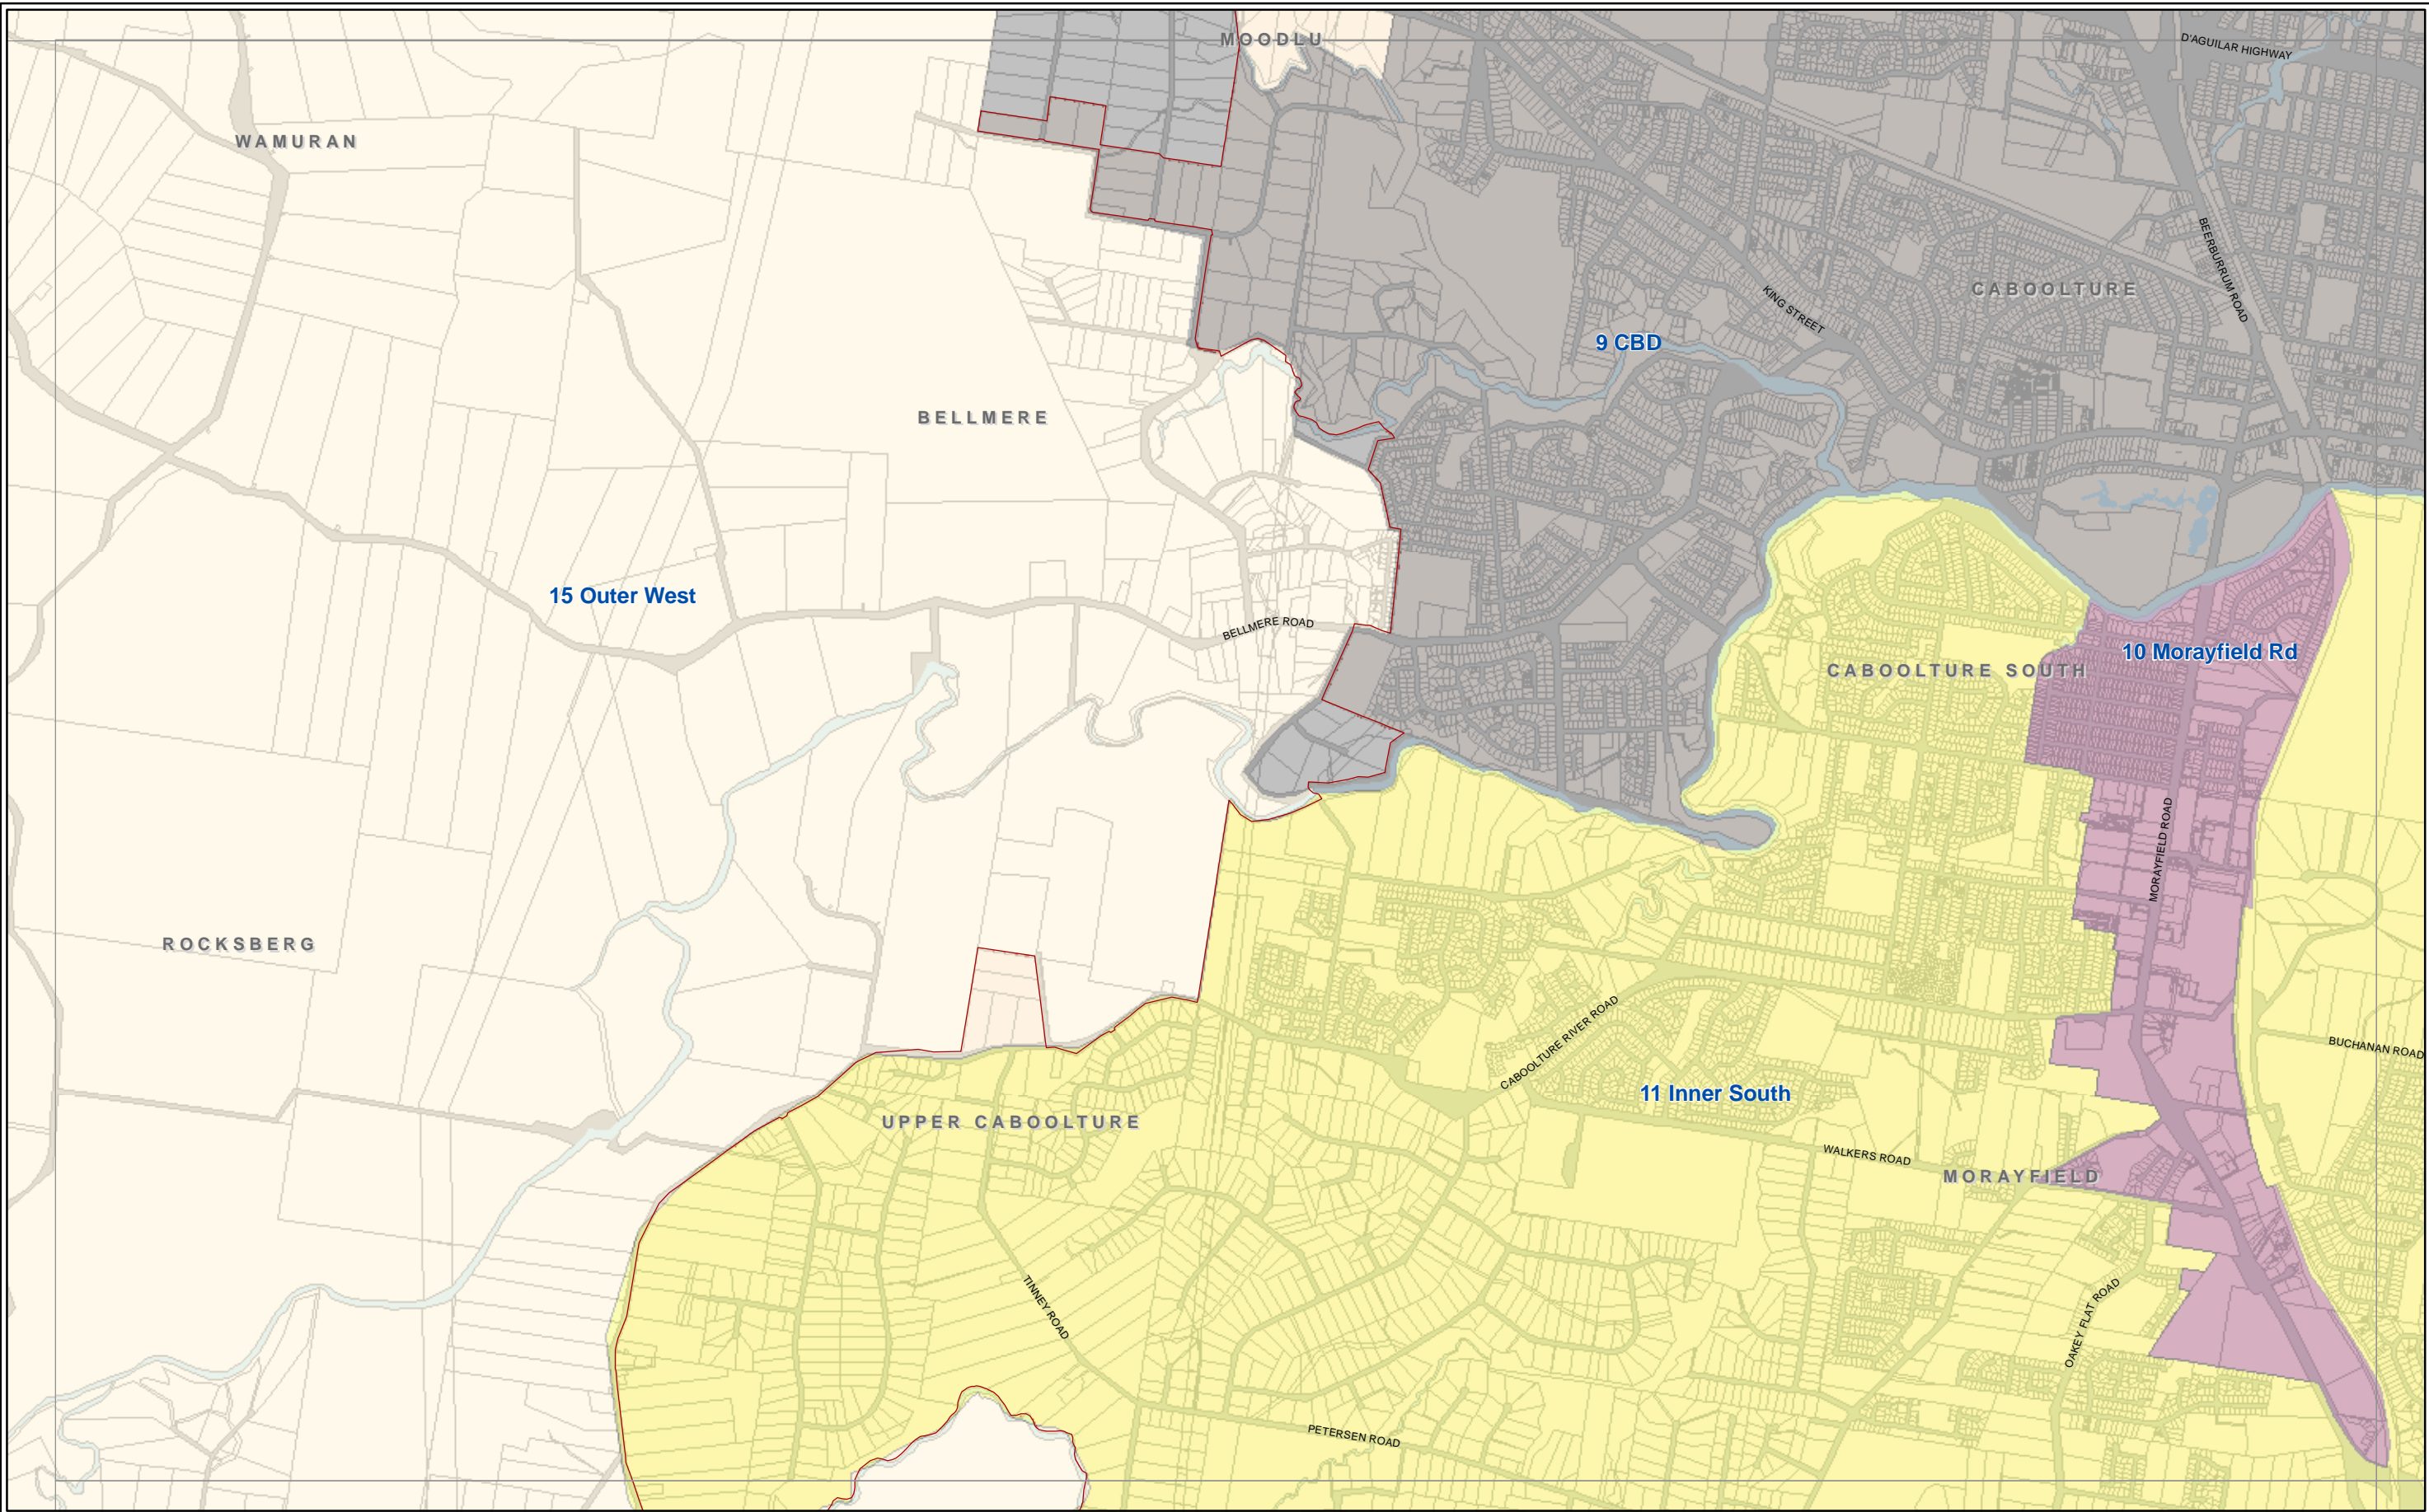 MOODLU
D'AGUILAR HIGHWAY
WAMURAN
BEERBURRUM ROAD
CABOOLTURE
KING STREET
9 CBD
BELLMERE
15 Outer West
BELLMERE ROAD
10 Morayfield Rd
CABOOLTURE SOUTH
MORAYFIELD ROAD
ROCKSBERG
CABOOLTURE RIVER ROAD
BUCHANAN ROAD
11 Inner South
UPPER CABOOLTURE
WALKERS ROAD
MORAYFIELD
TINNEY ROAD
OAKEY FLAT ROAD
PETERSEN ROAD